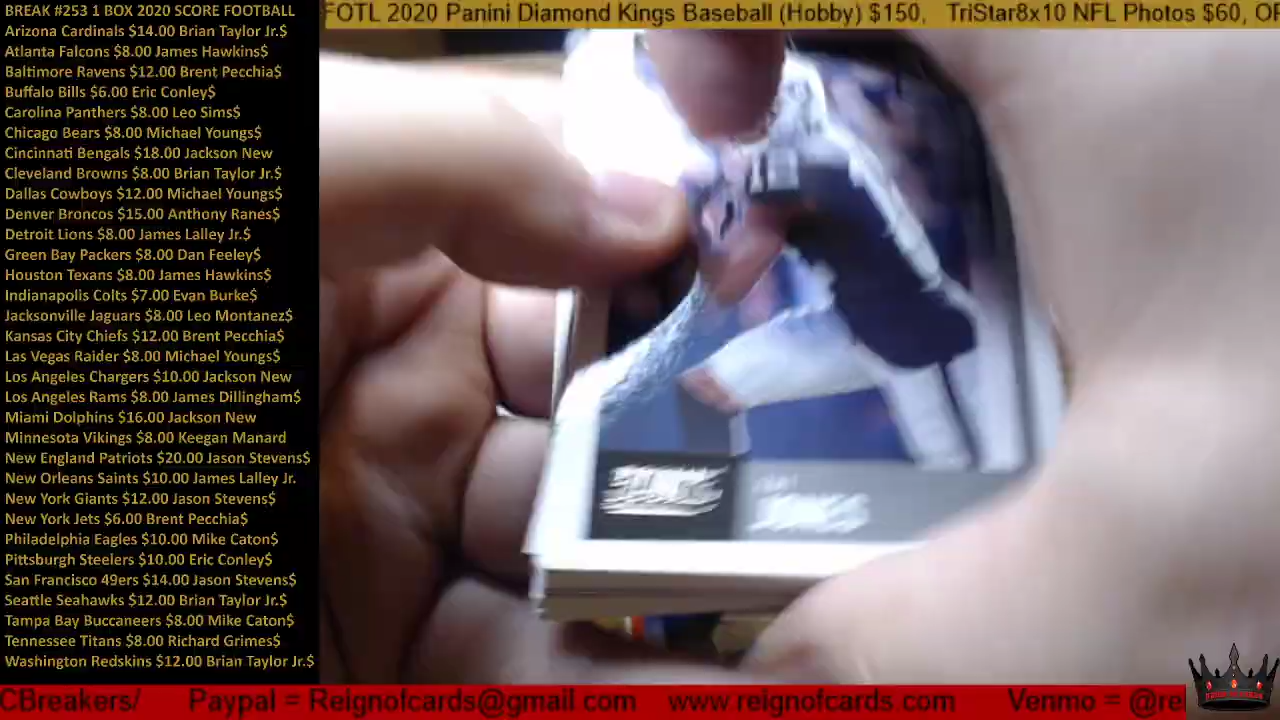 BREAK #253 1 BOX 2020 SCORE FOOTBALL
Arizona Cardinals $14.00 Brian Taylor Jr.$
Atlanta Falcons $8.00 James Hawkins$
Baltimore Ravens $12.00 Brent Pecchia$
Buffalo Bills $6.00 Eric Conley$
Carolina Panthers $8.00 Leo Sims$
Chicago Bears $8.00 Michael Youngs$
Cincinnati Bengals $18.00 Jackson New
Cleveland Browns $8.00 Brian Taylor Jr.$
Dallas Cowboys $12.00 Michael Youngs$
Denver Broncos $15.00 Anthony Ranes$
Detroit Lions $8.00 James Lalley Jr.$
Green Bay Packers $8.00 Dan Feeley$
Houston Texans $8.00 James Hawkins$
Indianapolis Colts $7.00 Evan Burke$
Jacksonville Jaguars $8.00 Leo Montanez$
Kansas City Chiefs $12.00 Brent Pecchia$
Las Vegas Raider $8.00 Michael Youngs$
Los Angeles Chargers $10.00 Jackson New
Los Angeles Rams $8.00 James Dillingham$
Miami Dolphins $16.00 Jackson New
Minnesota Vikings $8.00 Keegan Manard
New England Patriots $20.00 Jason Stevens$
New Orleans Saints $10.00 James Lalley Jr.
New York Giants $12.00 Jason Stevens$
New York Jets $6.00 Brent Pecchia$
Philadelphia Eagles $10.00 Mike Caton$
Pittsburgh Steelers $10.00 Eric Conley$
San Francisco 49ers $14.00 Jason Stevens$
Seattle Seahawks $12.00 Brian Taylor Jr.$
Tampa Bay Buccaneers $8.00 Mike Caton$
Tennessee Titans $8.00 Richard Grimes$
Washington Redskins $12.00 Brian Taylor Jr.$
FOTL 2020 Panini Diamond Kings Baseball (Hobby) $150, TriStar8x10 NFL Photos $60, OF
SCORE
JONES
CBreakers/ Paypal = Reignofcards@gmail.com www.reignofcards.com Venmo = @re